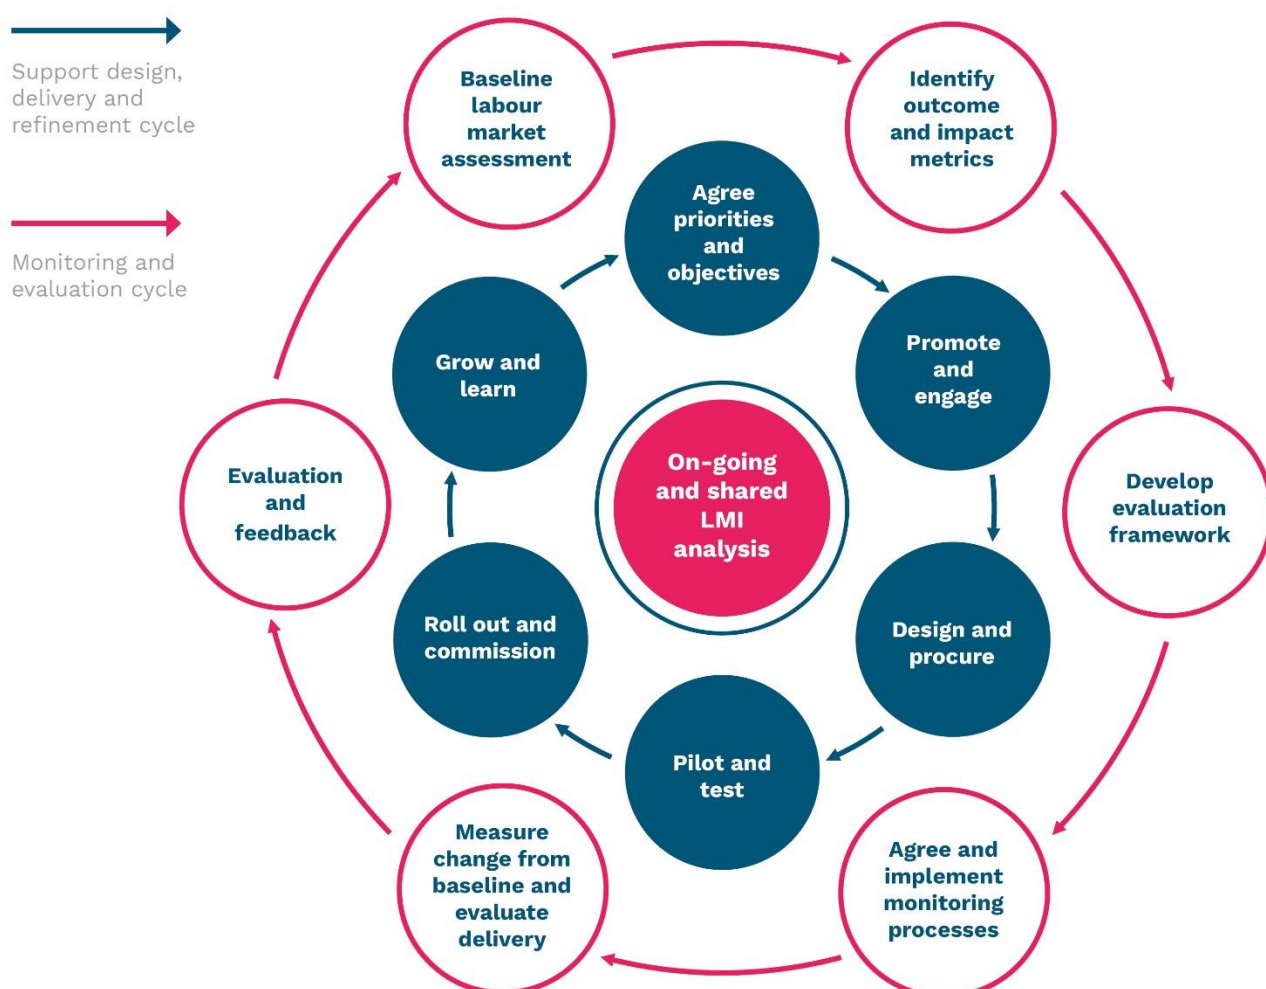 Support design,
delivery and
refinement cycle
Monitoring and
evaluation cycle
Baseline
labour
market
assessment
Identify
outcome
and impact
metrics
Develop
evaluation
framework
Agree and
implement
monitoring
processes
Measure
change from
baseline and
evaluate
delivery
Evaluation
and
feedback
Agree
priorities
and
objectives
Promote
and
engage
Design and
procure
Pilot and
test
Roll out and
commission
Grow and
learn
On-going
and shared
LMI
analysis